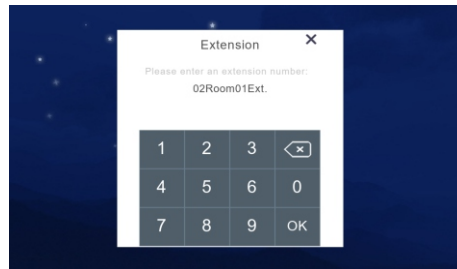 Extension
Please enter an extension number:
02Room01Ext.
1 2 3
4 5 6 0
7 8 9 OK